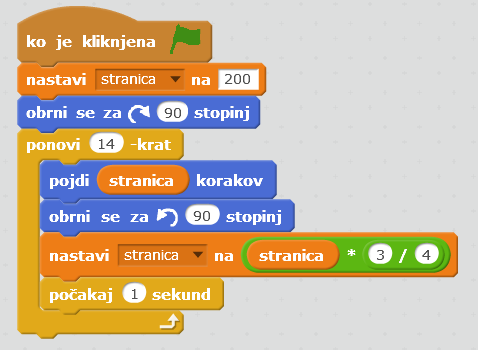 ko je kliknjena
nastavi stranica na 200
obrni se za 90 stopinj
ponovi 14 -krat
pojdi stranica korakov
obrni se za 90 stopinj
nastavi stranica na stranica * 3 / 4
počakaj 1 sekund